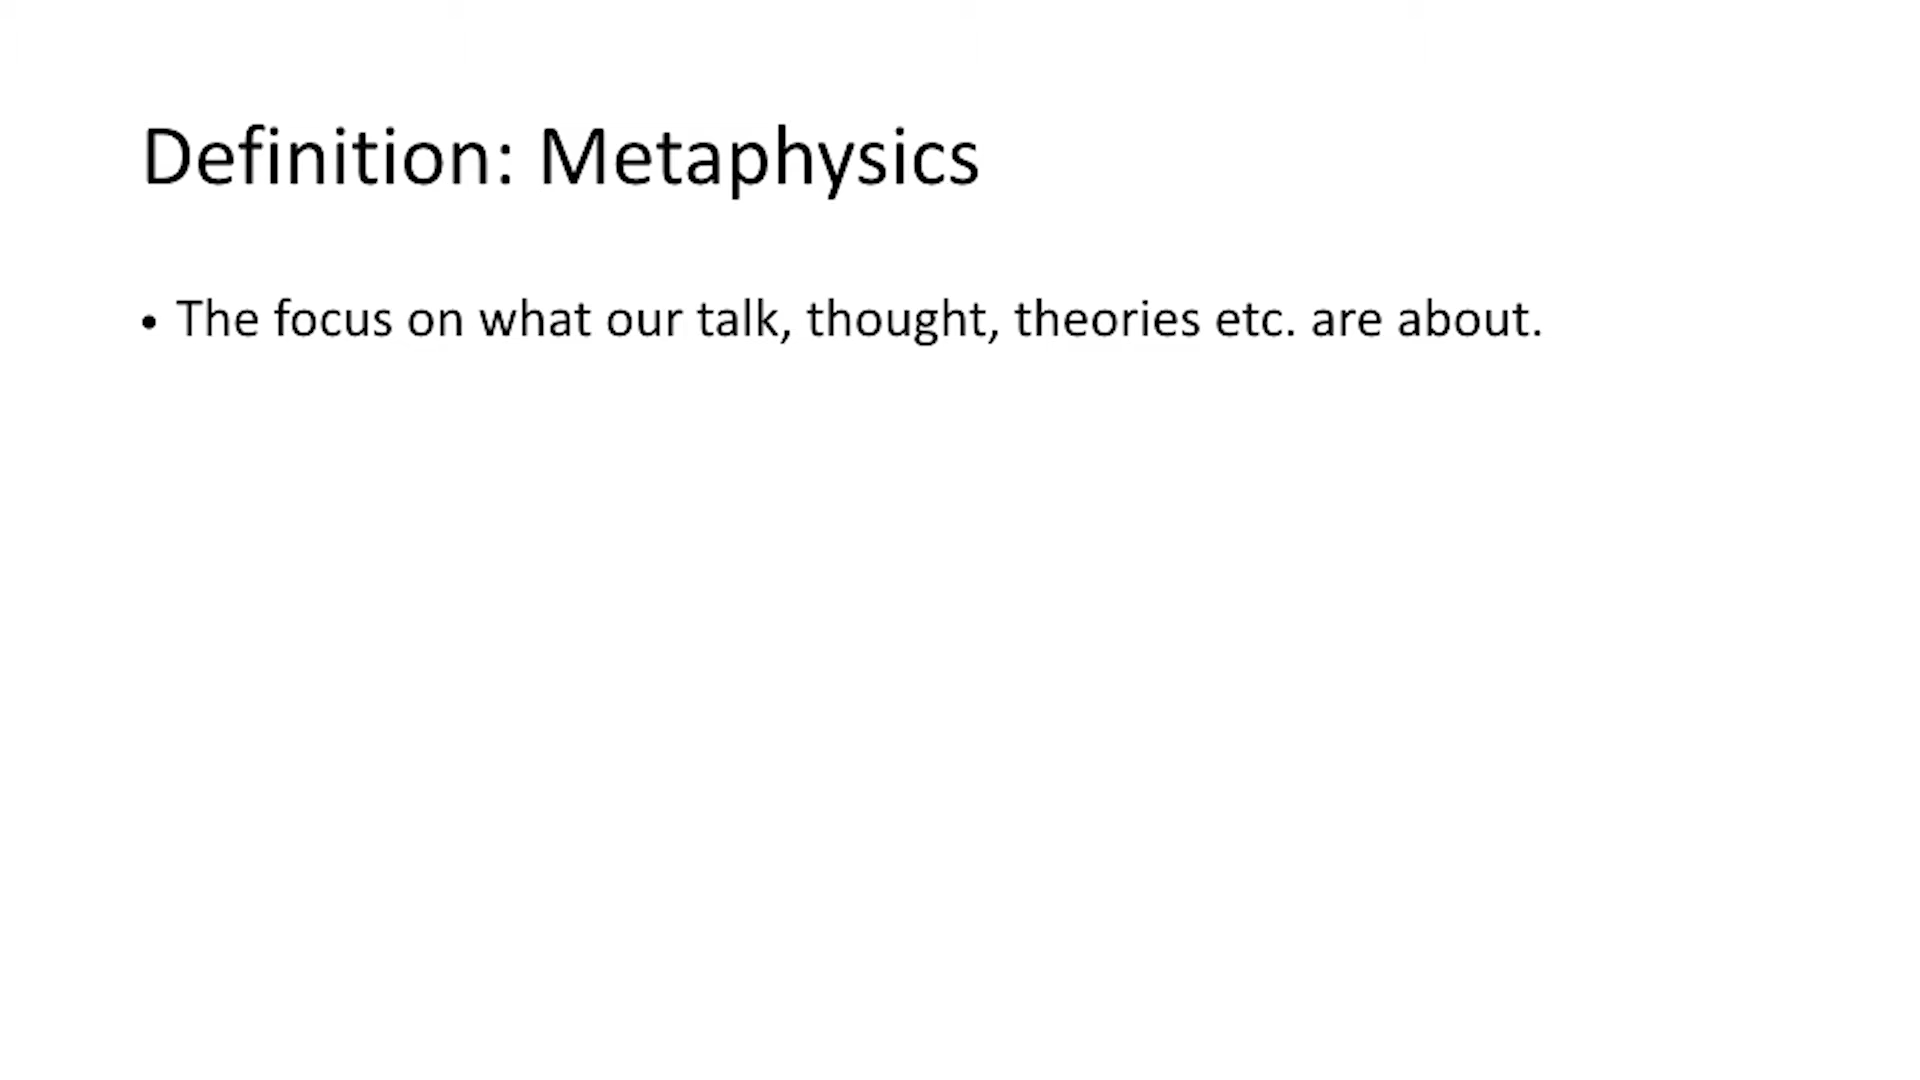 Definition: Metaphysics
• The focus on what our talk, thought, theories etc. are about.